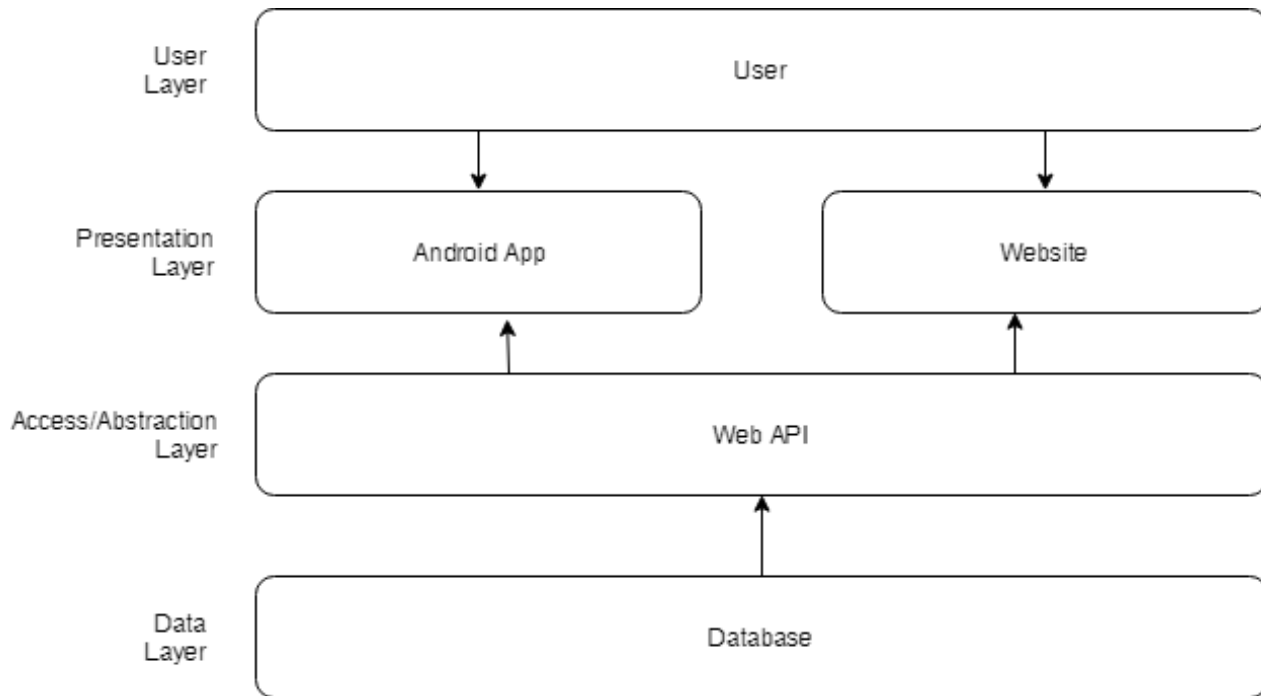 User
Layer
User
Presentation
Layer
Android App
Website
Access/Abstraction
Layer
Web API
Data
Layer
Database